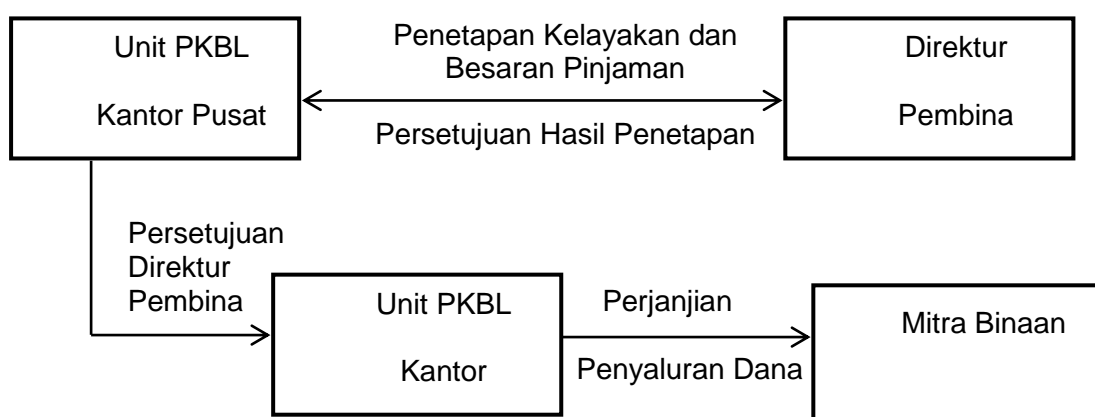 Unit PKBL
Kantor Pusat
Penetapan Kelayakan dan
Besaran Pinjaman
Persetujuan Hasil Penetapan
Direktur
Pembina
Persetujuan
Direktur
Pembina
Unit PKBL
Kantor
Perjanjian
Penyaluran Dana
Mitra Binaan